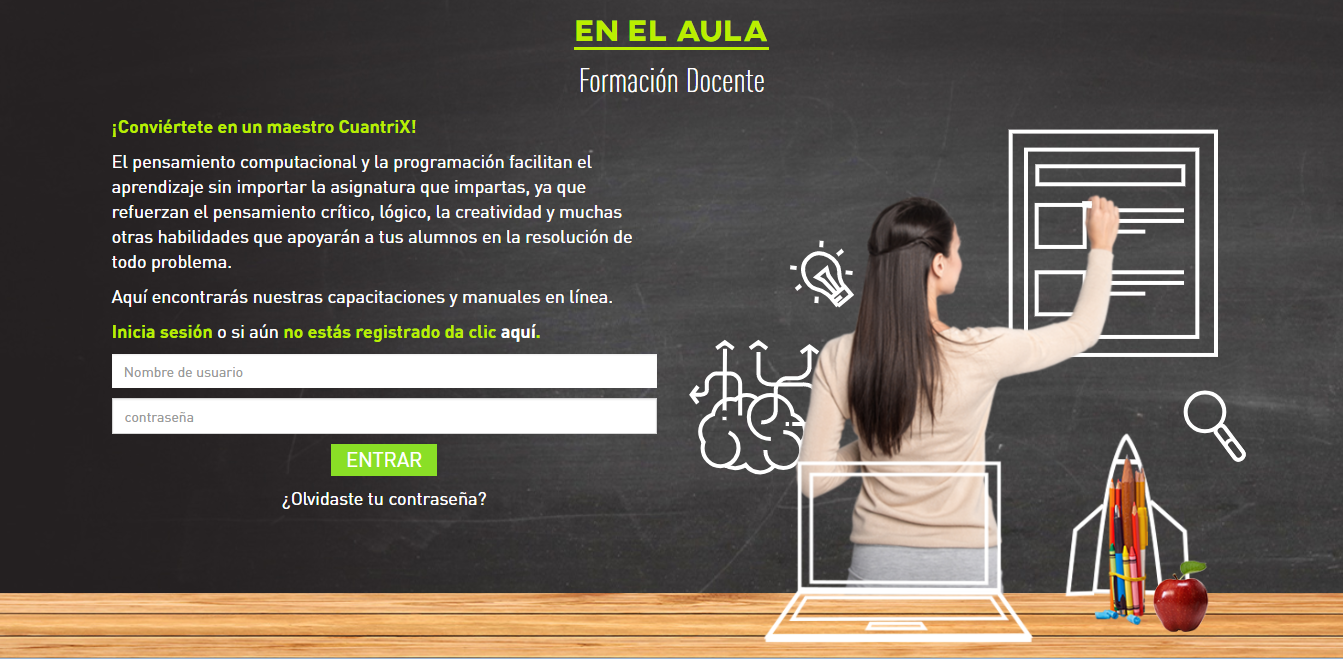 EN EL AULA
Formación Docente
¡Conviértete en un maestro CuantriX!
El pensamiento computacional y la programación facilitan el
aprendizaje sin importar la asignatura que impartas, ya que
refuerzan el pensamiento crítico, lógico, la creatividad y muchas
otras habilidades que apoyarán a tus alumnos en la resolución de
todo problema.
Aquí encontrarás nuestras capacitaciones y manuales en línea.
Inicia sesión o si aún no estás registrado da clic aquí.
Nombre de usuario
contraseña
ENTRAR
¿Olvidaste tu contraseña?